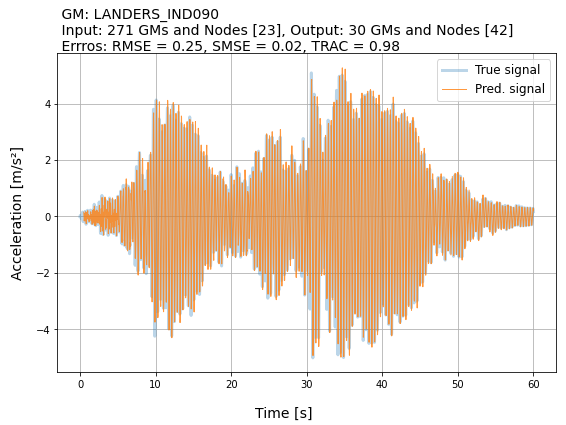 GM: LANDERS_IND090
Input: 271 GMs and Nodes [23], Output: 30 GMs and Nodes [42]
Errros: RMSE = 0.25, SMSE = 0.02, TRAC = 0.98
True signal
Pred. signal
Acceleration [m/s²]
4
2
0
−2
−4
0 10 20 30 40 50 60
Time [s]